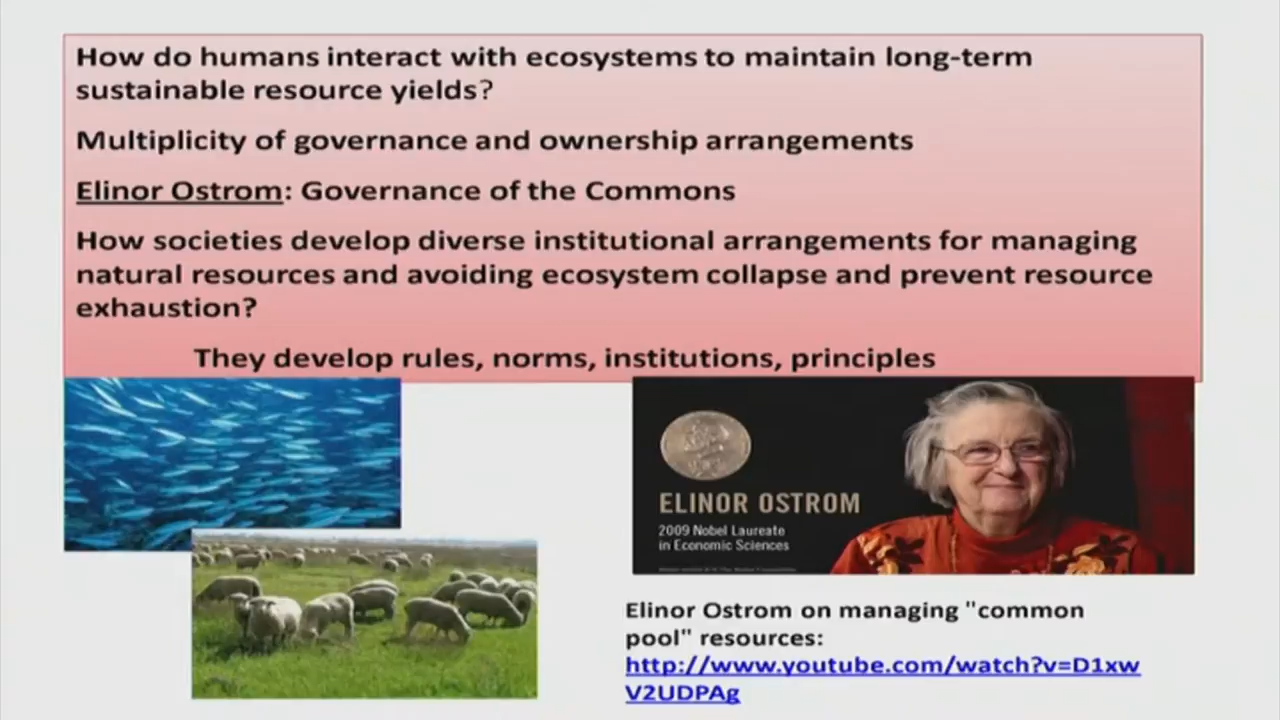 How do humans interact with ecosystems to maintain long-term
sustainable resource yields?
Multiplicity of governance and ownership arrangements
Elinor Ostrom: Governance of the Commons
How societies develop diverse institutional arrangements for managing
natural resources and avoiding ecosystem collapse and prevent resource
exhaustion?
They develop rules, norms, institutions, principles
ELINOR OSTROM
2009 Nobel Laureate
in Economic Sciences
Elinor Ostrom on managing "common
pool" resources:
http://www.youtube.com/watch?v=D1xw
V2UDPAg